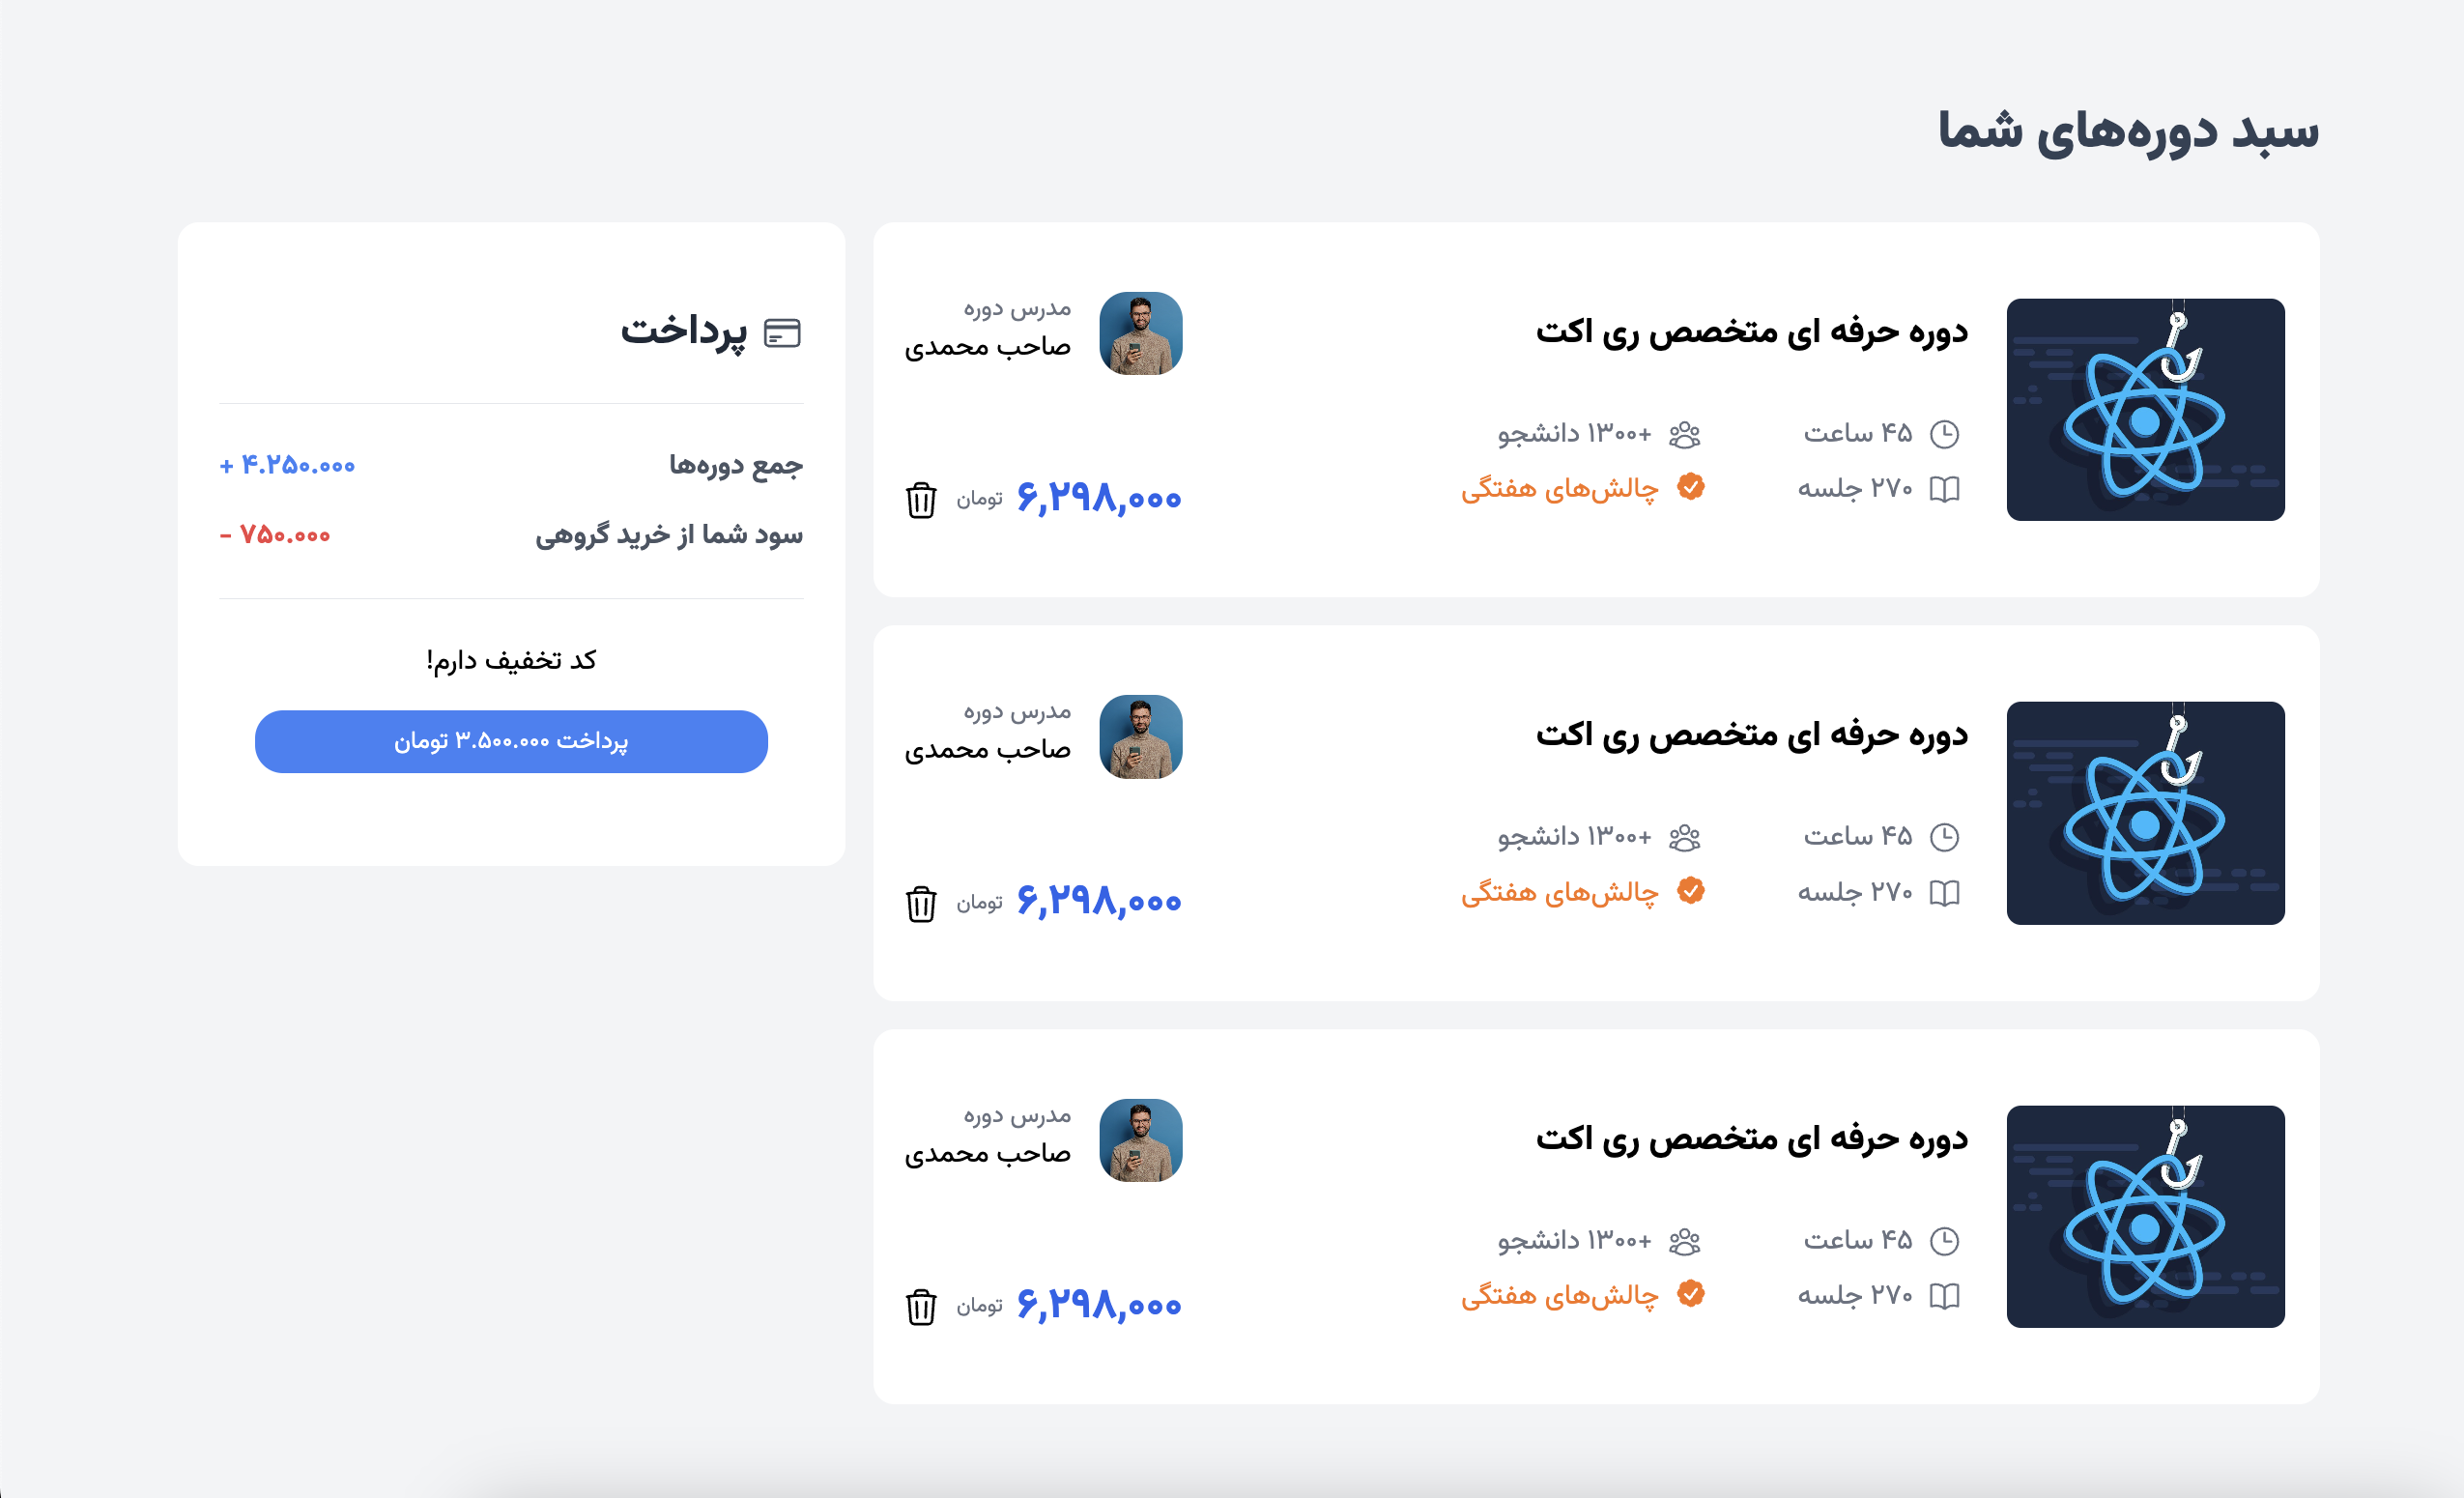 سبد دوره‌های شما
دوره حرفه ای متخصص ری اکت
۴۵ ساعت
+۱۳۰۰ دانشجو
۲۷۰ جلسه
چالش‌های هفتگی
مدرس دوره
صاحب محمدی
۶,۲۹۸,۰۰۰ تومان
دوره حرفه ای متخصص ری اکت
۴۵ ساعت
+۱۳۰۰ دانشجو
۲۷۰ جلسه
چالش‌های هفتگی
مدرس دوره
صاحب محمدی
۶,۲۹۸,۰۰۰ تومان
دوره حرفه ای متخصص ری اکت
۴۵ ساعت
+۱۳۰۰ دانشجو
۲۷۰ جلسه
چالش‌های هفتگی
مدرس دوره
صاحب محمدی
۶,۲۹۸,۰۰۰ تومان
پرداخت
جمع دوره‌ها
۴.۲۵۰.۰۰۰ +
سود شما از خرید گروهی
۷۵۰.۰۰۰ -
کد تخفیف دارم!
پرداخت ۳.۵۰۰.۰۰۰ تومان